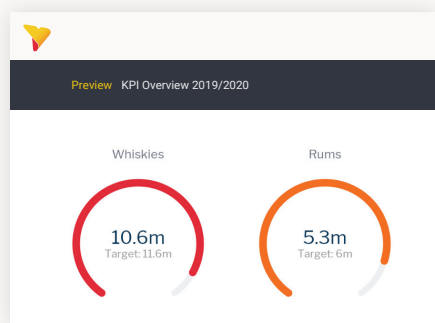 Preview KPI Overview 2019/2020
Whiskies
Rums
10.6m
Target: 11.6m
5.3m
Target: 6m